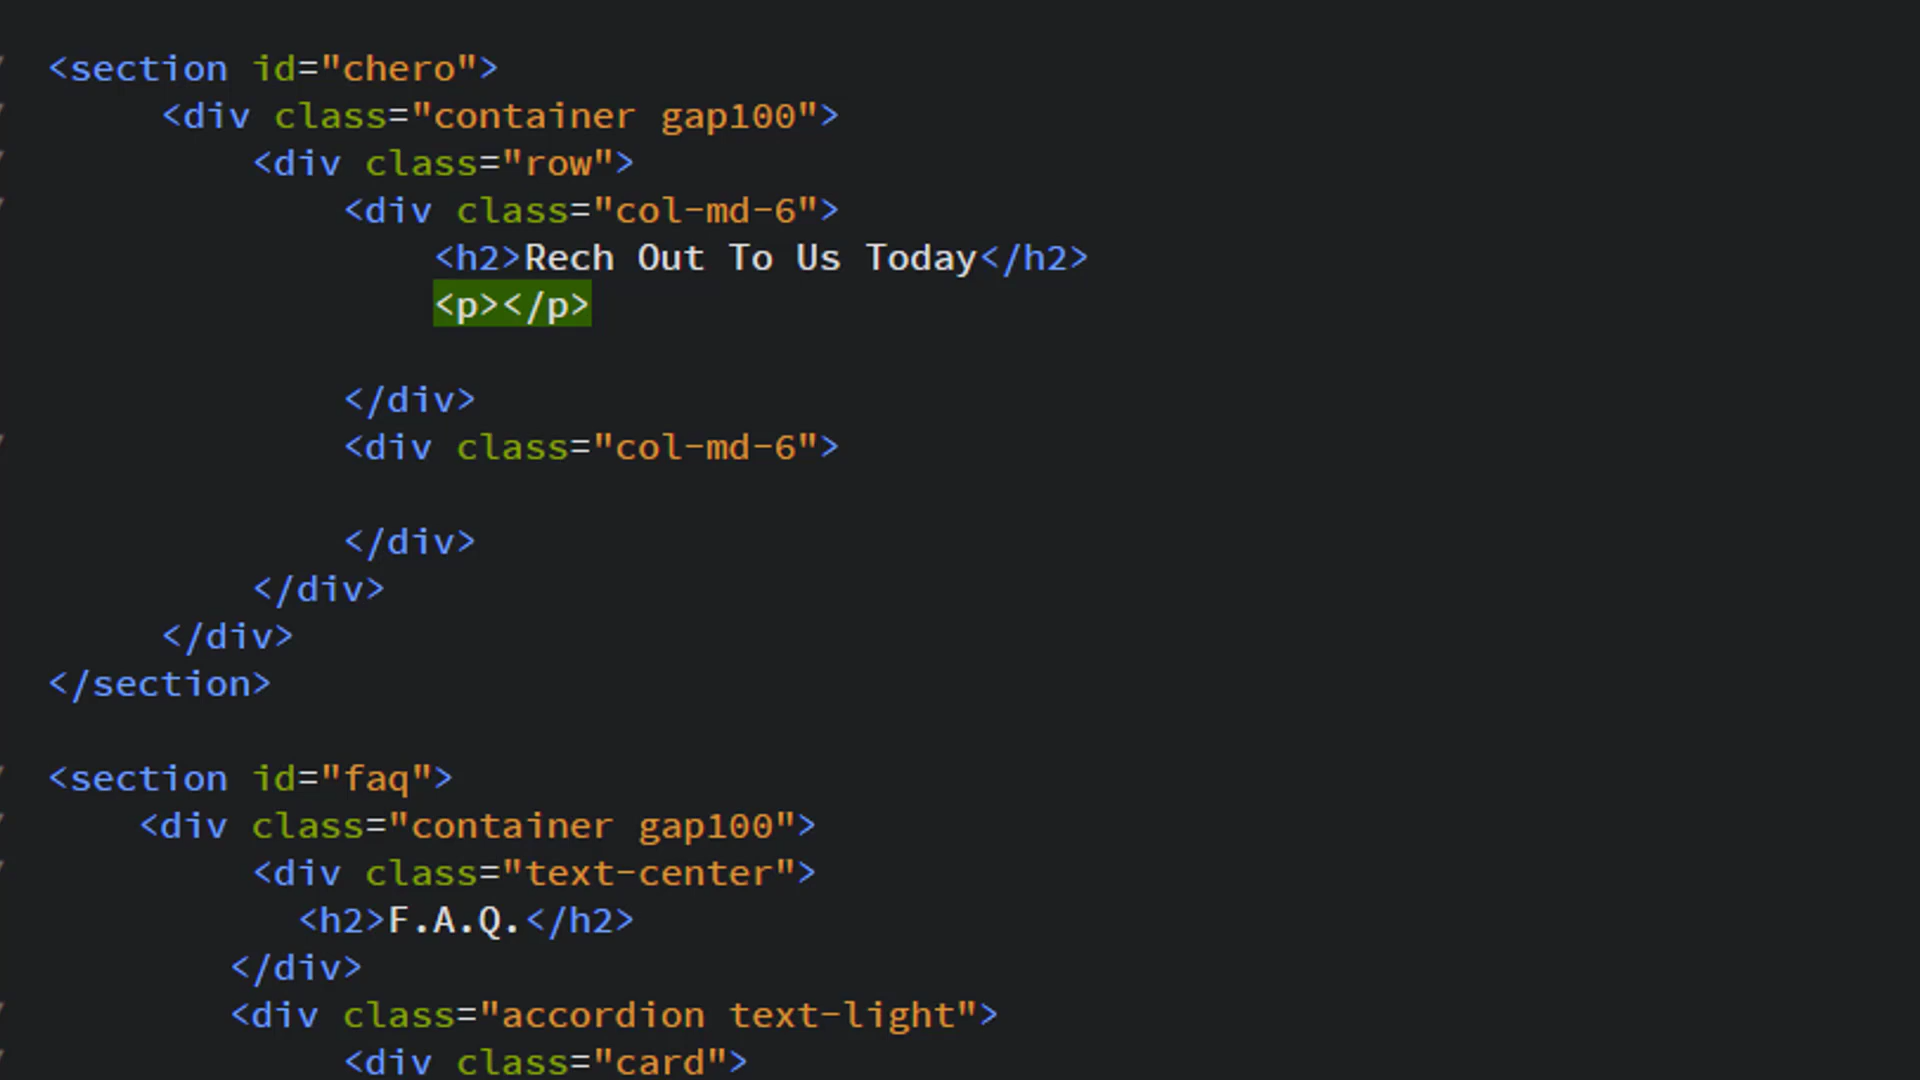 <section id="chero">
<div class="container gap100">
<div class="row">
<div class="col-md-6">
<h2>Rech Out To Us Today</h2>
<p></p>
</div>
<div class="col-md-6">
</div>
</div>
</div>
</section>
<section id="faq">
<div class="container gap100">
<div class="text-center">
<h2>F.A.Q.</h2>
</div>
<div class="accordion text-light">
<div class="card">